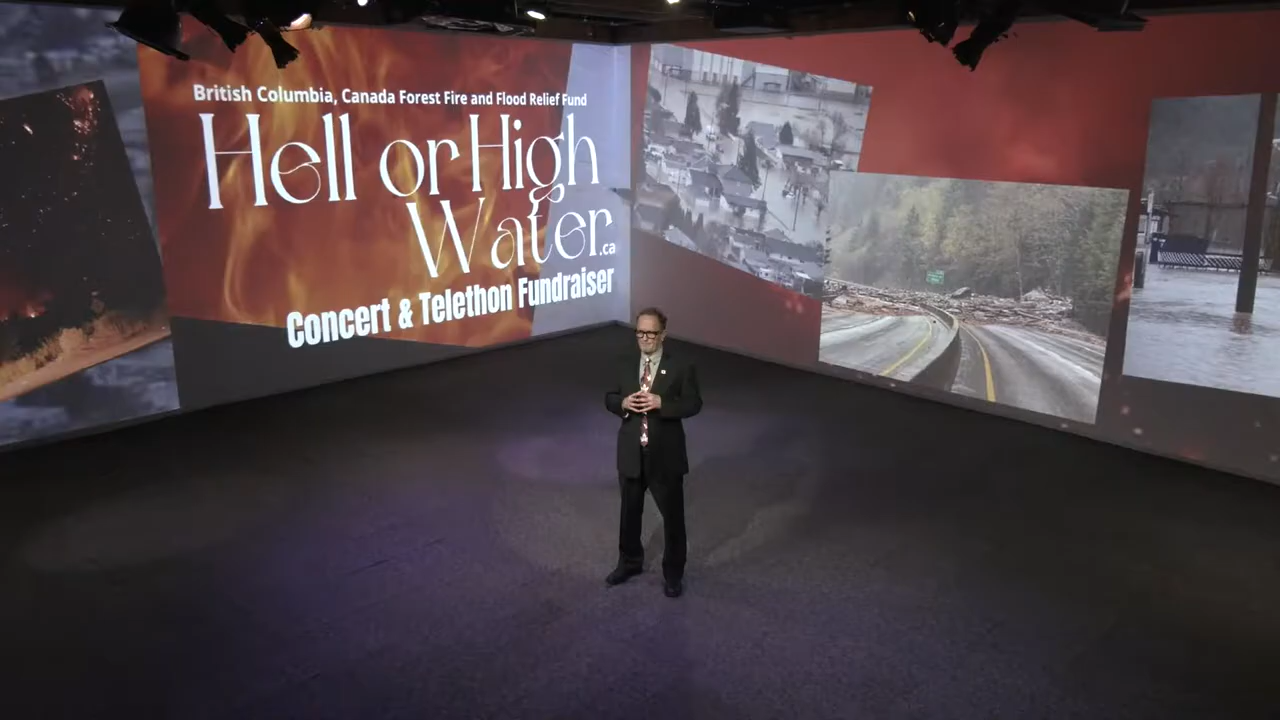 British Columbia, Canada Forest Fire and Flood Relief Fund
Hell or High
Water.ca
Concert & Telethon Fundraiser